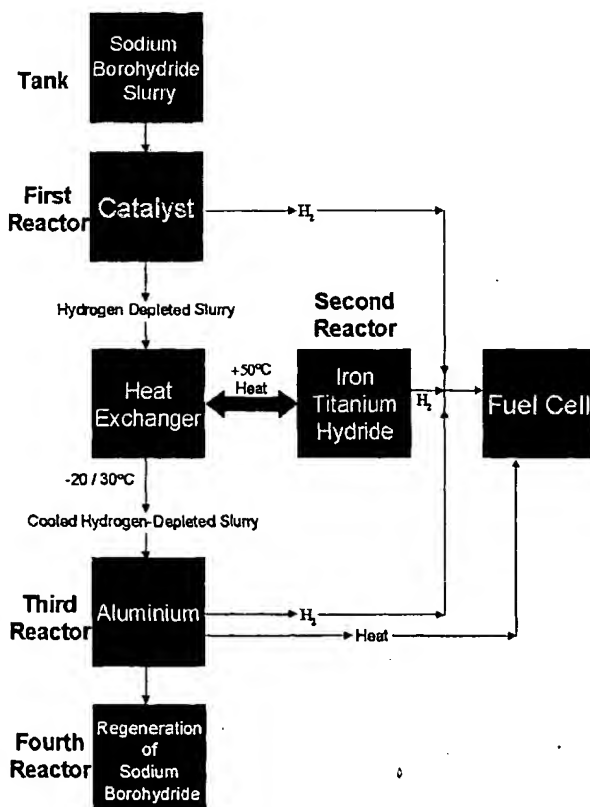 Tank
Sodium
Borohydride
Slurry
First
Reactor
Catalyst
H₂
Hydrogen Depleted Slurry
Second
Reactor
Heat
Exchanger
+50ºC
Heat
Iron
Titanium
Hydride
H₂
Fuel Cell
-20 / 30ºC
Cooled Hydrogen-Depleted Slurry
Third
Reactor
Aluminium
H₂
Heat
Fourth
Reactor
Regeneration
of
Sodium
Borohydride